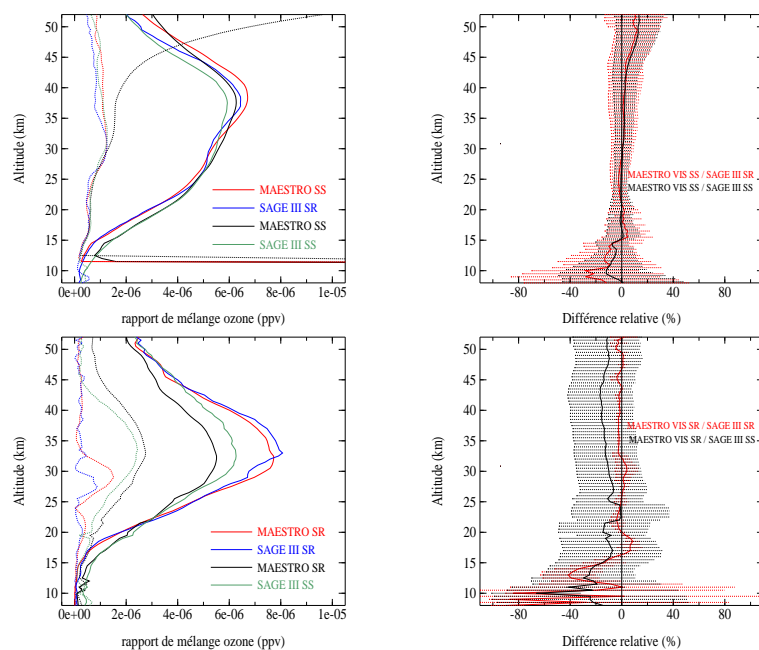 50
45
40
35
30
25
20
15
10
Altitude (km)
0e+00 2e-06 4e-06 6e-06 8e-06 1e-05
rapport de mélange ozone (ppv)
MAESTRO SS
SAGE III SR
MAESTRO SS
SAGE III SS
50
45
40
35
30
25
20
15
10
Altitude (km)
-80 -40 0 40 80
Différence relative (%)
MAESTRO VIS SS / SAGE III SR
MAESTRO VIS SS / SAGE III SS
50
45
40
35
30
25
20
15
10
Altitude (km)
0e+00 2e-06 4e-06 6e-06 8e-06 1e-05
rapport de mélange ozone (ppv)
MAESTRO SR
SAGE III SR
MAESTRO SR
SAGE III SS
50
45
40
35
30
25
20
15
10
Altitude (km)
-80 -40 0 40 80
Différence relative (%)
MAESTRO VIS SR / SAGE III SR
MAESTRO VIS SR / SAGE III SS